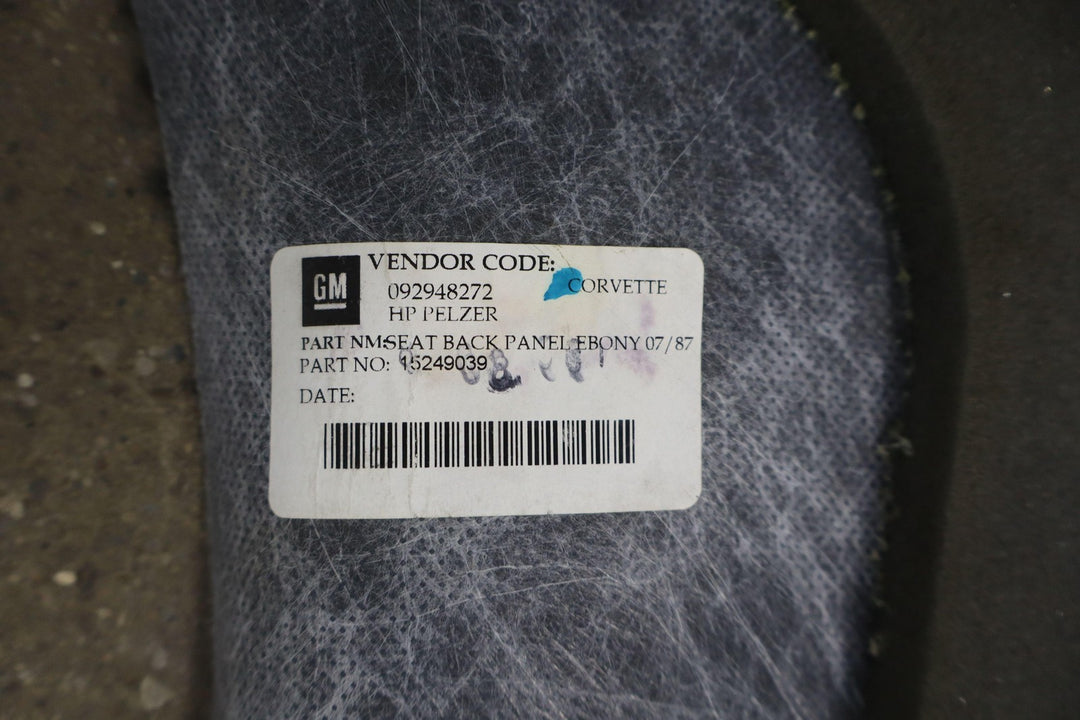 GM
VENDOR CODE:
092948272 CORVETTE
HP PELZER
PART NM:SEAT BACK PANEL EBONY 07/87
PART NO: 15249039
DATE: